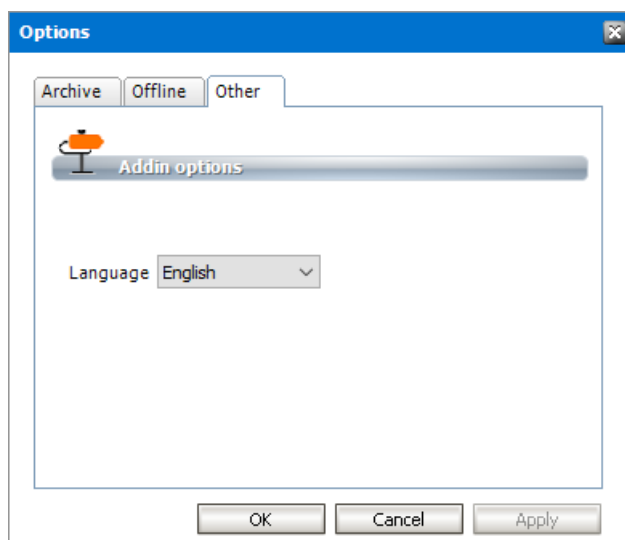 Options
Archive Offline Other
Addin options
Language English
OK Cancel Apply